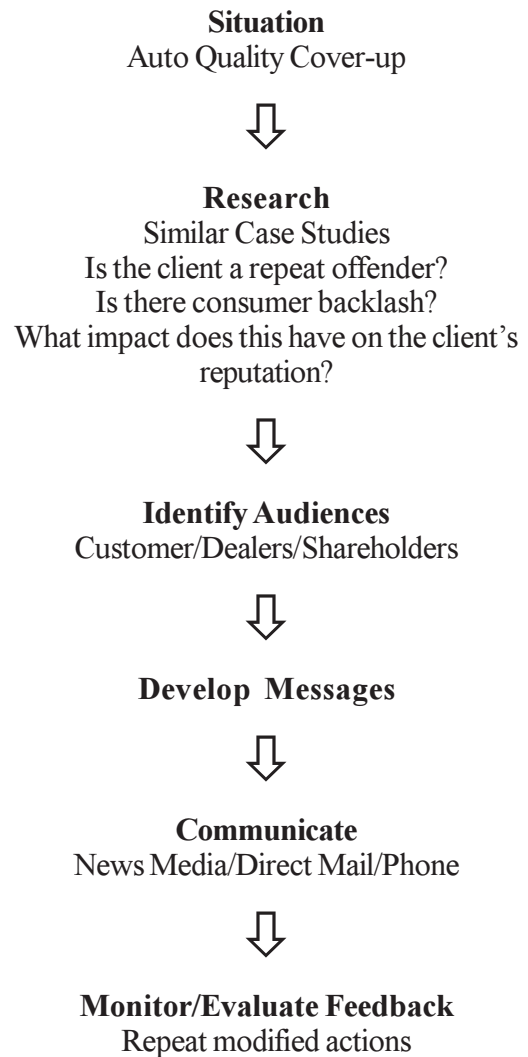 Situation
Auto Quality Cover-up
Research
Similar Case Studies
Is the client a repeat offender?
Is there consumer backlash?
What impact does this have on the client’s
reputation?
Identify Audiences
Customer/Dealers/Shareholders
Develop Messages
Communicate
News Media/Direct Mail/Phone
Monitor/Evaluate Feedback
Repeat modified actions